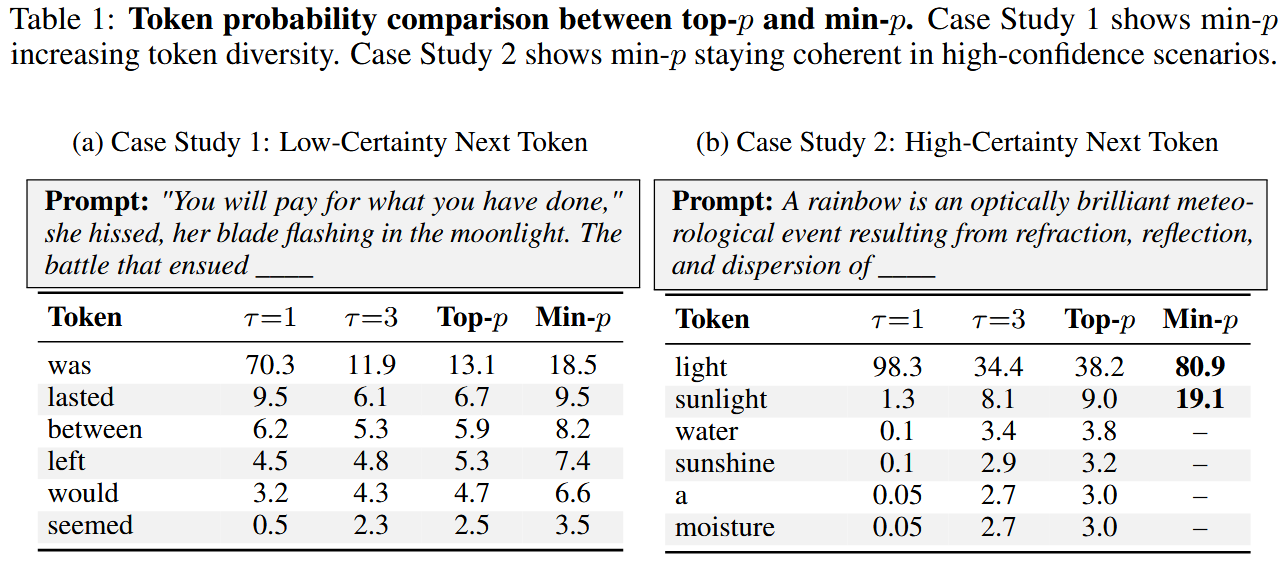 Table 1: Token probability comparison between top-p and min-p. Case Study 1 shows min-p
increasing token diversity. Case Study 2 shows min-p staying coherent in high-confidence scenarios.
(a) Case Study 1: Low-Certainty Next Token
Prompt: "You will pay for what you have done,"
she hissed, her blade flashing in the moonlight. The
battle that ensued ____
Token τ=1 τ=3 Top-p Min-p
was 70.3 11.9 13.1 18.5
lasted 9.5 6.1 6.7 9.5
between 6.2 5.3 5.9 8.2
left 4.5 4.8 5.3 7.4
would 3.2 4.3 4.7 6.6
seemed 0.5 2.3 2.5 3.5
(b) Case Study 2: High-Certainty Next Token
Prompt: A rainbow is an optically brilliant meteo-
rological event resulting from refraction, reflection,
and dispersion of ____
Token τ=1 τ=3 Top-p Min-p
light 98.3 34.4 38.2 80.9
sunlight 1.3 8.1 9.0 19.1
water 0.1 3.4 3.8 –
sunshine 0.1 2.9 3.2 –
a 0.05 2.7 3.0 –
moisture 0.05 2.7 3.0 –